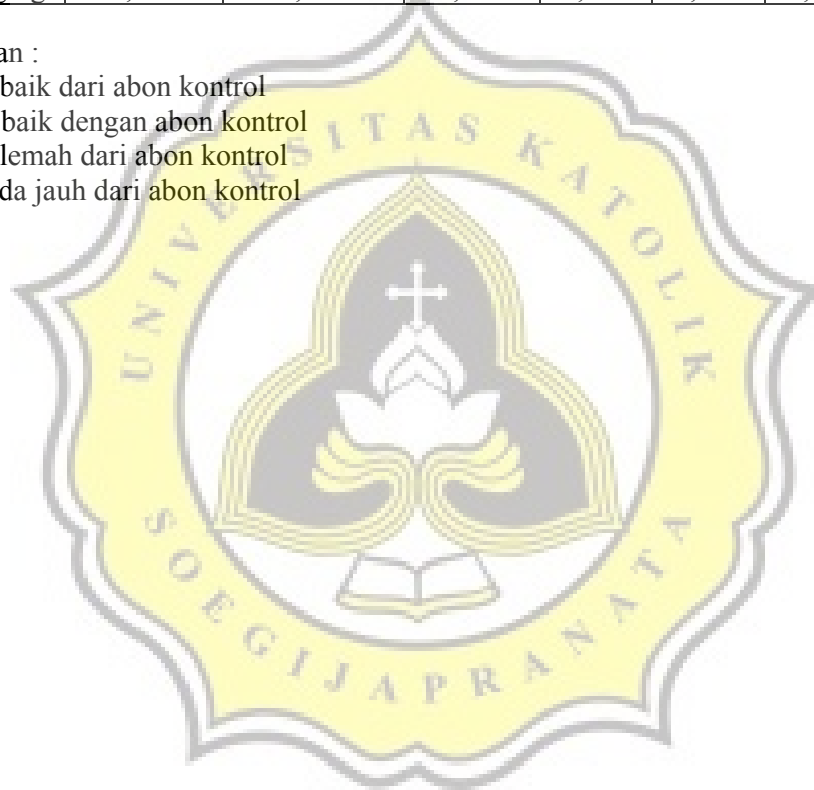 an :
baik dari abon kontrol
baik dengan abon kontrol
lemah dari abon kontrol
da jauh dari abon kontrol
UNIVERSITAS KATOLIK
SOEGIJAPRANATA